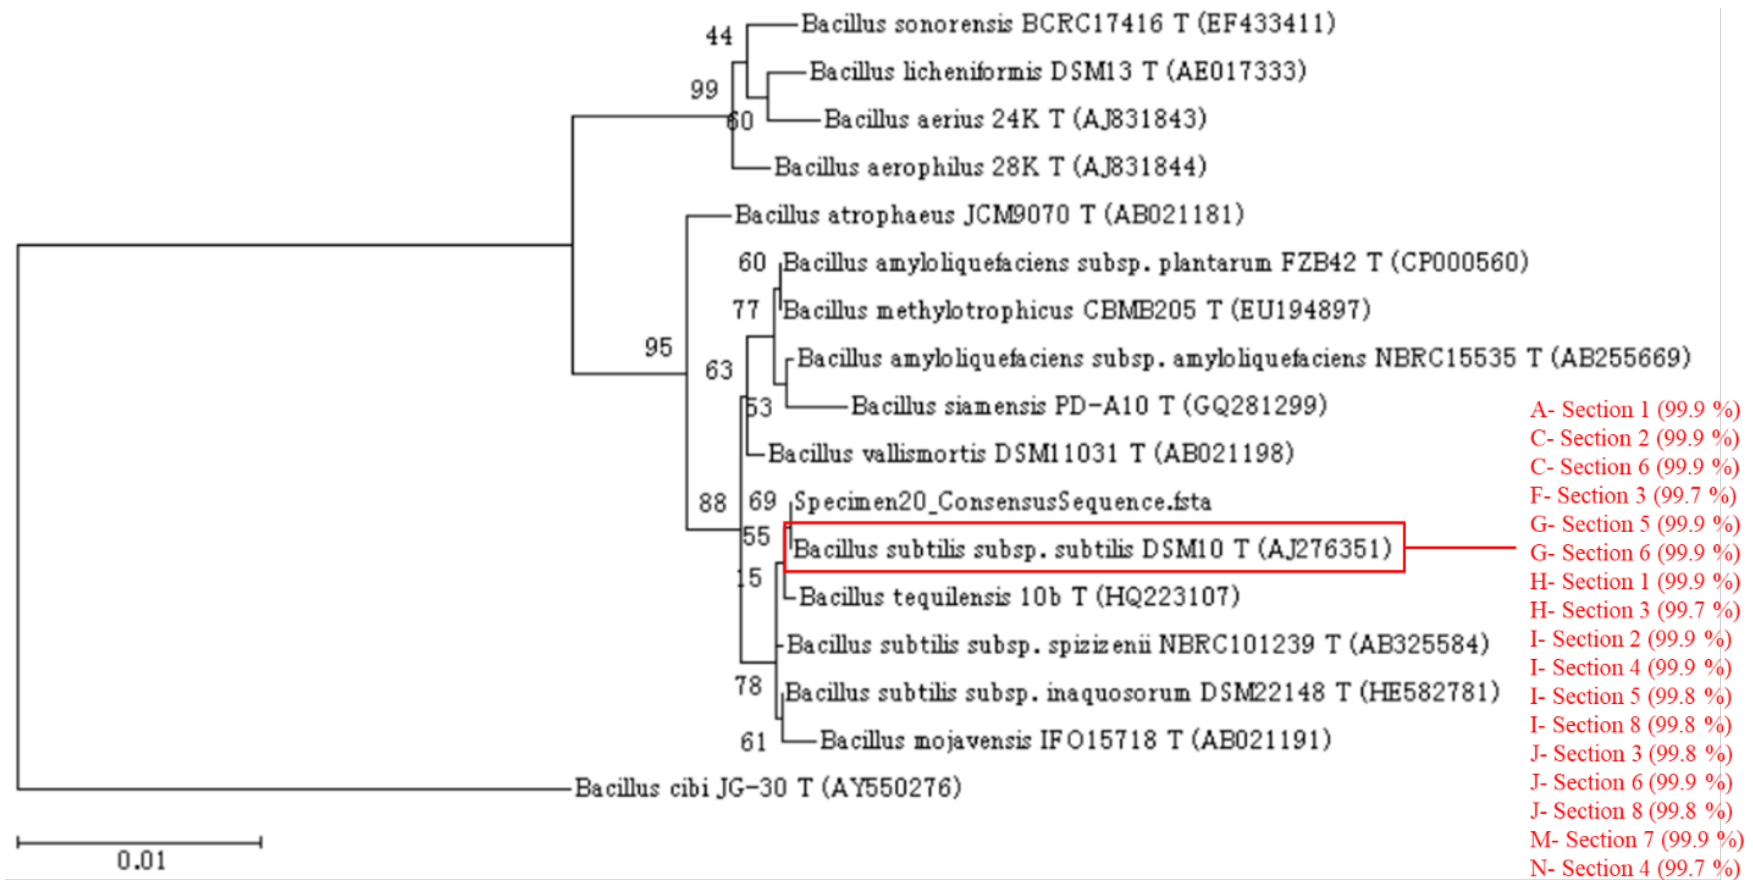 44
Bacillus sonorensis BCRC17416 T (EF433411)
99
Bacillus licheniformis DSM13 T (AE017333)
60
Bacillus aerius 24K T (AJ831843)
Bacillus aerophilus 28K T (AJ831844)
Bacillus atrophaeus JCM9070 T (AB021181)
60
Bacillus amyloliquefaciens subsp. plantarum FZB42 T (CP000560)
77
Bacillus methylotrophicus CBMB205 T (EU194897)
95
63
Bacillus amyloliquefaciens subsp. amyloliquefaciens NBRC15535 T (AB255669)
53
Bacillus siamensis PD-A10 T (GQ281299)
Bacillus vallismortis DSM11031 T (AB021198)
88
69
Specimen20_ConsensusSequence.fsta
55
Bacillus subtilis subsp. subtilis DSM10 T (AJ276351)
15
Bacillus tequilensis 10b T (HQ223107)
Bacillus subtilis subsp. spizizenii NBRC101239 T (AB325584)
78
Bacillus subtilis subsp. inaquosorum DSM22148 T (HE582781)
61
Bacillus mojavensis IFO15718 T (AB021191)
Bacillus cibi JG-30 T (AY550276)
0.01
A- Section 1 (99.9 %)
C- Section 2 (99.9 %)
C- Section 6 (99.9 %)
F- Section 3 (99.7 %)
G- Section 5 (99.9 %)
G- Section 6 (99.9 %)
H- Section 1 (99.9 %)
H- Section 3 (99.7 %)
I- Section 2 (99.9 %)
I- Section 4 (99.9 %)
I- Section 5 (99.8 %)
I- Section 8 (99.8 %)
J- Section 3 (99.8 %)
J- Section 6 (99.9 %)
J- Section 8 (99.8 %)
M- Section 7 (99.9 %)
N- Section 4 (99.7 %)